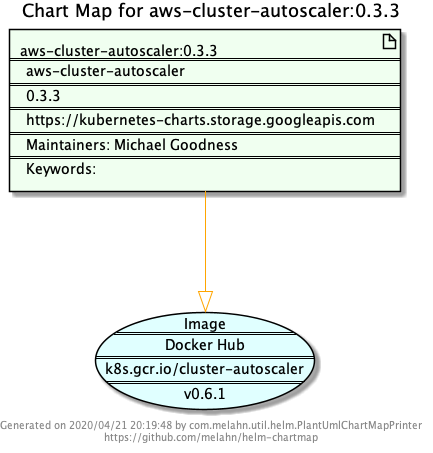 Chart Map for aws-cluster-autoscaler:0.3.3
aws-cluster-autoscaler:0.3.3
aws-cluster-autoscaler
0.3.3
https://kubernetes-charts.storage.googleapis.com
Maintainers: Michael Goodness
Keywords:
Image
Docker Hub
k8s.gcr.io/cluster-autoscaler
v0.6.1
Generated on 2020/04/21 20:19:48 by com.melahn.util.helm.PlantUmlChartMapPrinter
https://github.com/melahn/helm-chartmap